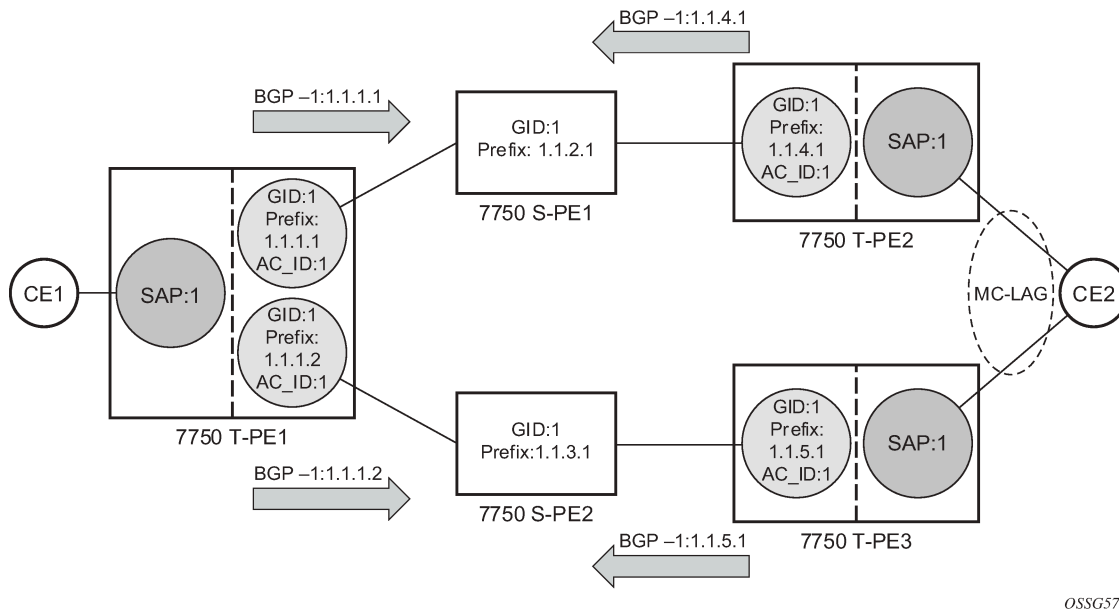 BGP –1:1.1.4.1
BGP –1:1.1.1.1
GID:1
Prefix: 1.1.2.1
7750 S-PE1
GID:1
Prefix:
1.1.4.1
AC_ID:1
SAP:1
7750 T-PE2
GID:1
Prefix:
1.1.1.1
AC_ID:1
CE1
SAP:1
GID:1
Prefix:
1.1.1.2
AC_ID:1
7750 T-PE1
MC-LAG
CE2
GID:1
Prefix:1.1.3.1
7750 S-PE2
GID:1
Prefix:
1.1.5.1
AC_ID:1
SAP:1
7750 T-PE3
BGP –1:1.1.1.2
BGP –1:1.1.5.1
OSSG57